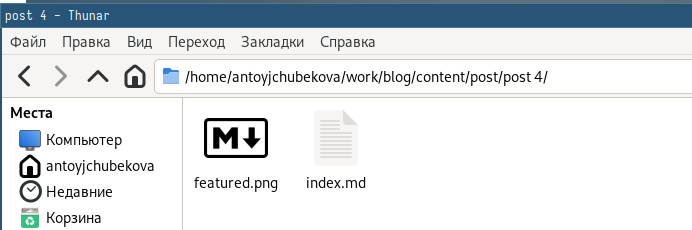 post 4 – Thunar
Файл Правка Вид Переход Закладки Справка
/home/antoyjchubekova/work/blog/content/post/post 4/
Места
Компьютер
antoyjchubekova
Недавние
Корзина
M
featured.png index.md